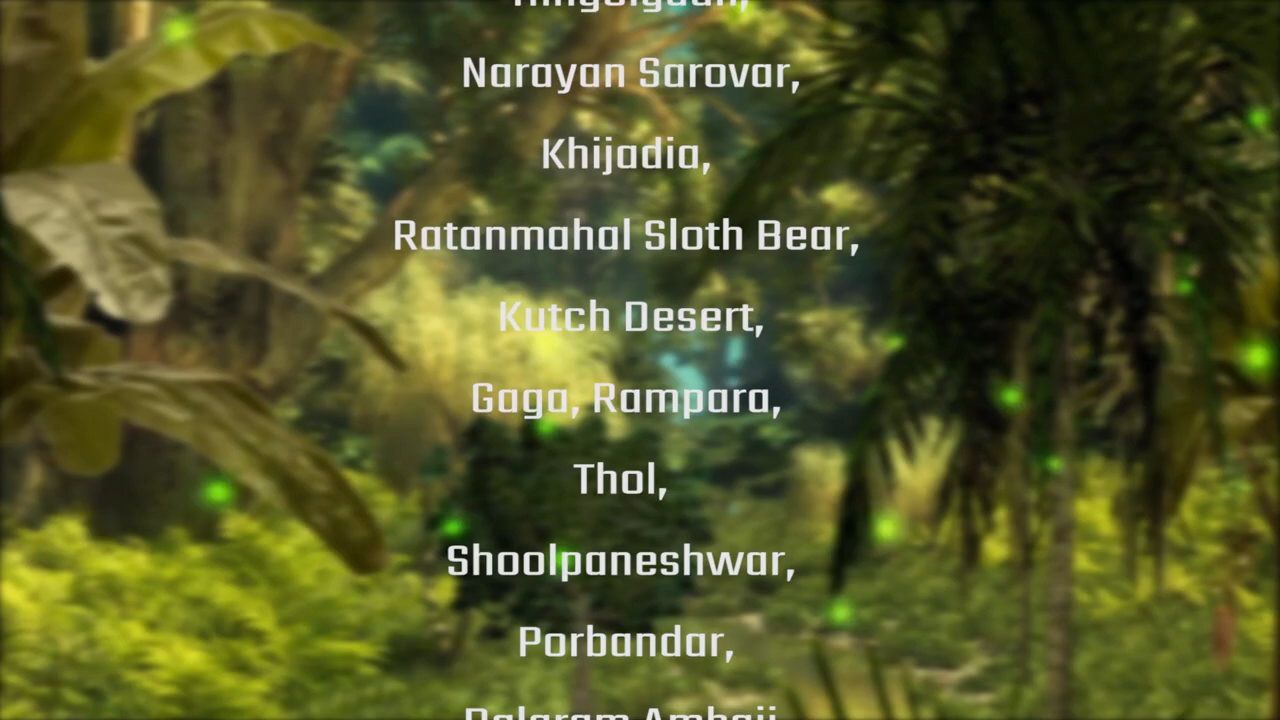 Narayan Sarovar,
Khijadia,
Ratanmahal Sloth Bear,
Kutch Desert,
Gaga, Rampara,
Thol,
Shoolpaneshwar,
Porbandar,